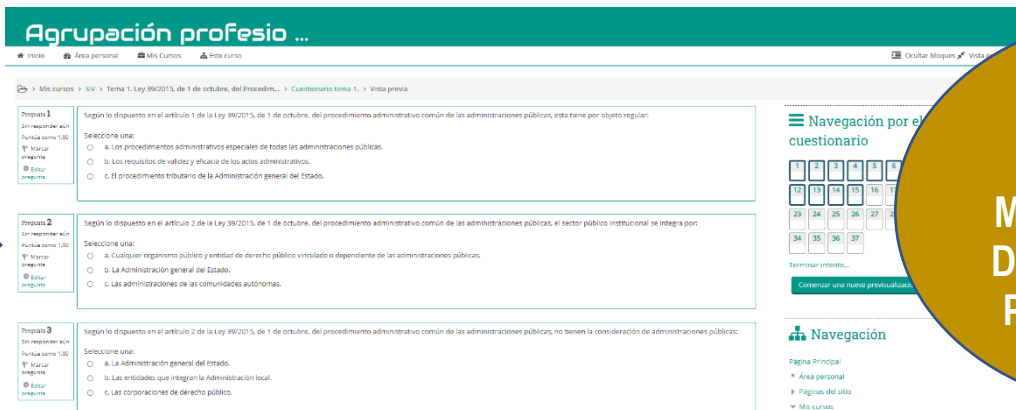 Agrupación profesio ...
Inicio Área personal Mis Cursos Este curso
Ocultar bloques Vista
Mis cursos > SIV > Tema 1. Ley 39/2015, de 1 de octubre, del Procedim... > Cuestionario tema 1. > Vista previa
Pregunta 1
Sin responder aún
Puntúa como 1,00
Marcar
pregunta
Editar
pregunta
Según lo dispuesto en el artículo 1 de la Ley 39/2015, de 1 de octubre, del procedimiento administrativo común de las administraciones públicas, esta tiene por objeto regular:
Seleccione una:
a. Los procedimientos administrativos especiales de todas las administraciones públicas.
b. Los requisitos de validez y eficacia de los actos administrativos.
c. El procedimiento tributario de la Administración general del Estado.
Pregunta 2
Sin responder aún
Puntúa como 1,00
Marcar
pregunta
Editar
pregunta
Según lo dispuesto en el artículo 2 de la Ley 39/2015, de 1 de octubre, del procedimiento administrativo común de las administraciones públicas, el sector público institucional se integra por:
Seleccione una:
a. Cualquier organismo público y entidad de derecho público vinculado o dependiente de las administraciones públicas.
b. La Administración general del Estado.
c. Las administraciones de las comunidades autónomas.
Pregunta 3
Sin responder aún
Puntúa como 1,00
Marcar
pregunta
Editar
pregunta
Según lo dispuesto en el artículo 2 de la Ley 39/2015, de 1 de octubre, del procedimiento administrativo común de las administraciones públicas, no tienen la consideración de administraciones públicas:
Seleccione una:
a. La Administración general del Estado.
b. Las entidades que integran la Administración local.
c. Las corporaciones de derecho público.
Navegación por el
cuestionario
1 2 3 4 5 6
12 13 14 15 16
23 24 25 26 27
34 35 36 37
Terminar intento...
Comenzar una nueva previsualizació
Navegación
Página Principal
Área personal
Páginas del sitio
Mis cursos
M
D